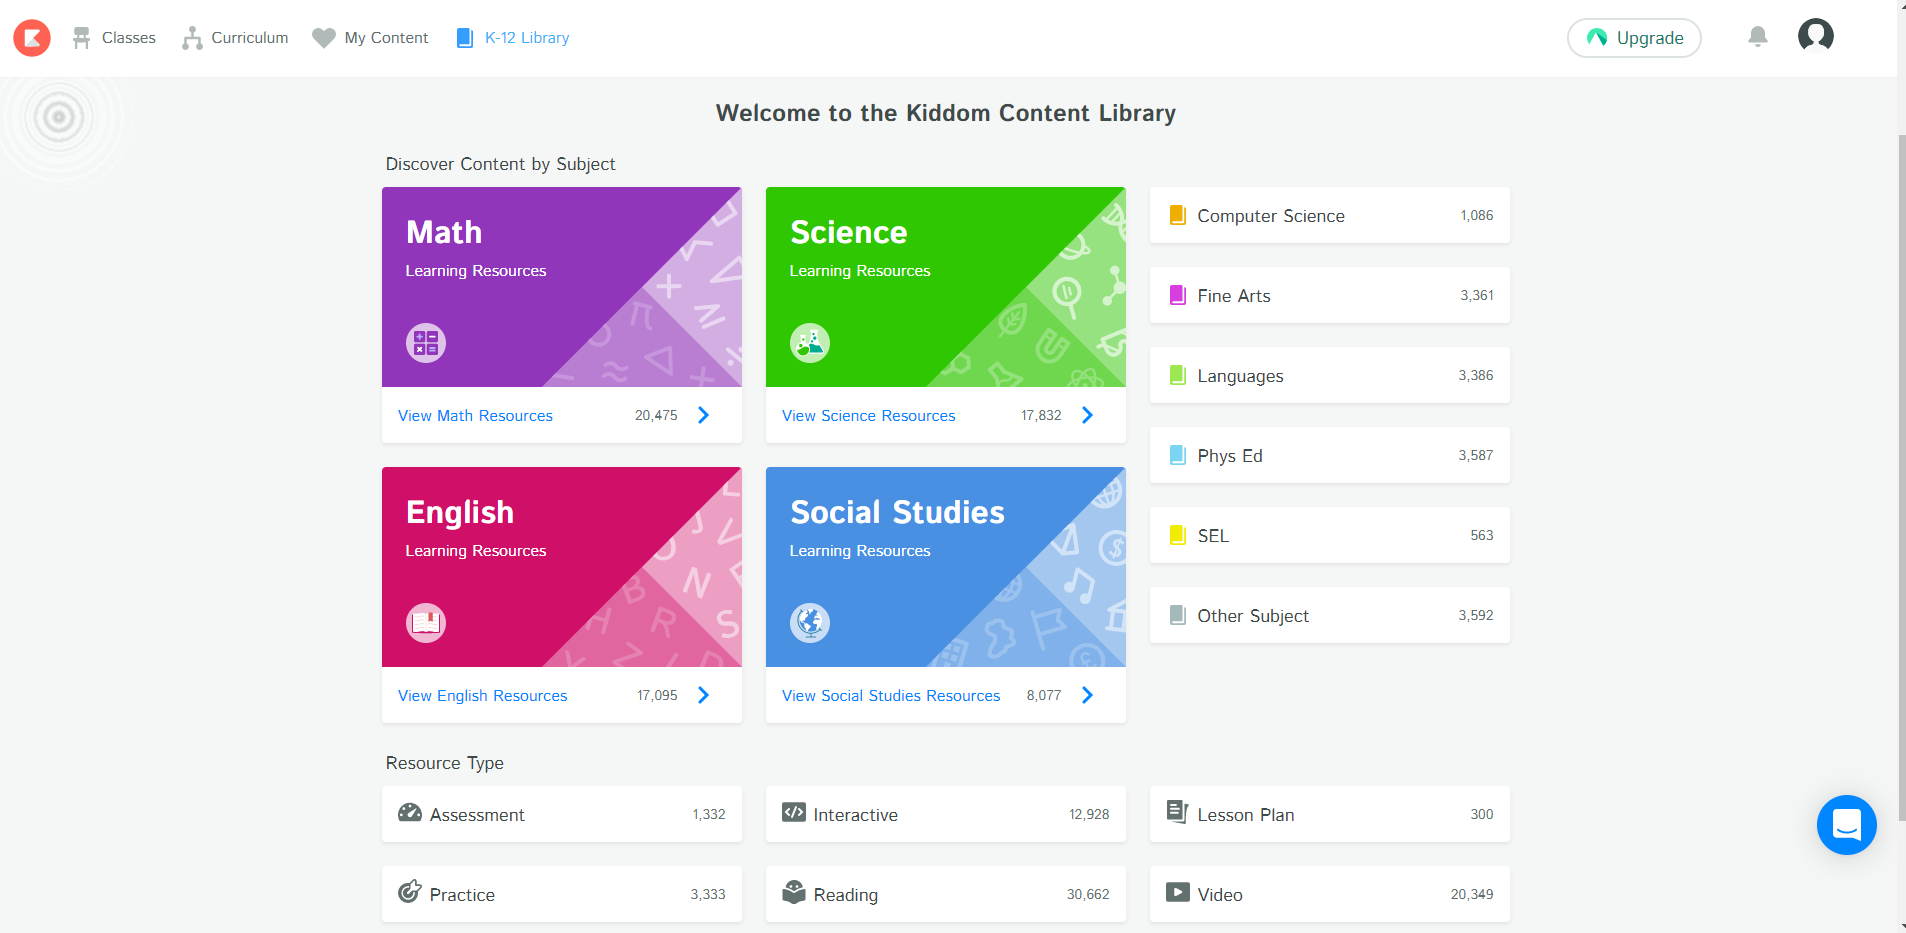 Classes
Curriculum
My Content
K-12 Library
Upgrade
Welcome to the Kiddom Content Library
Discover Content by Subject
Math
Learning Resources
View Math Resources 20,475
Science
Learning Resources
View Science Resources 17,832
English
Learning Resources
View English Resources 17,095
Social Studies
Learning Resources
View Social Studies Resources 8,077
Computer Science 1,086
Fine Arts 3,361
Languages 3,386
Phys Ed 3,587
SEL 563
Other Subject 3,592
Resource Type
Assessment 1,332
Interactive 12,928
Lesson Plan 300
Practice 3,333
Reading 30,662
Video 20,349